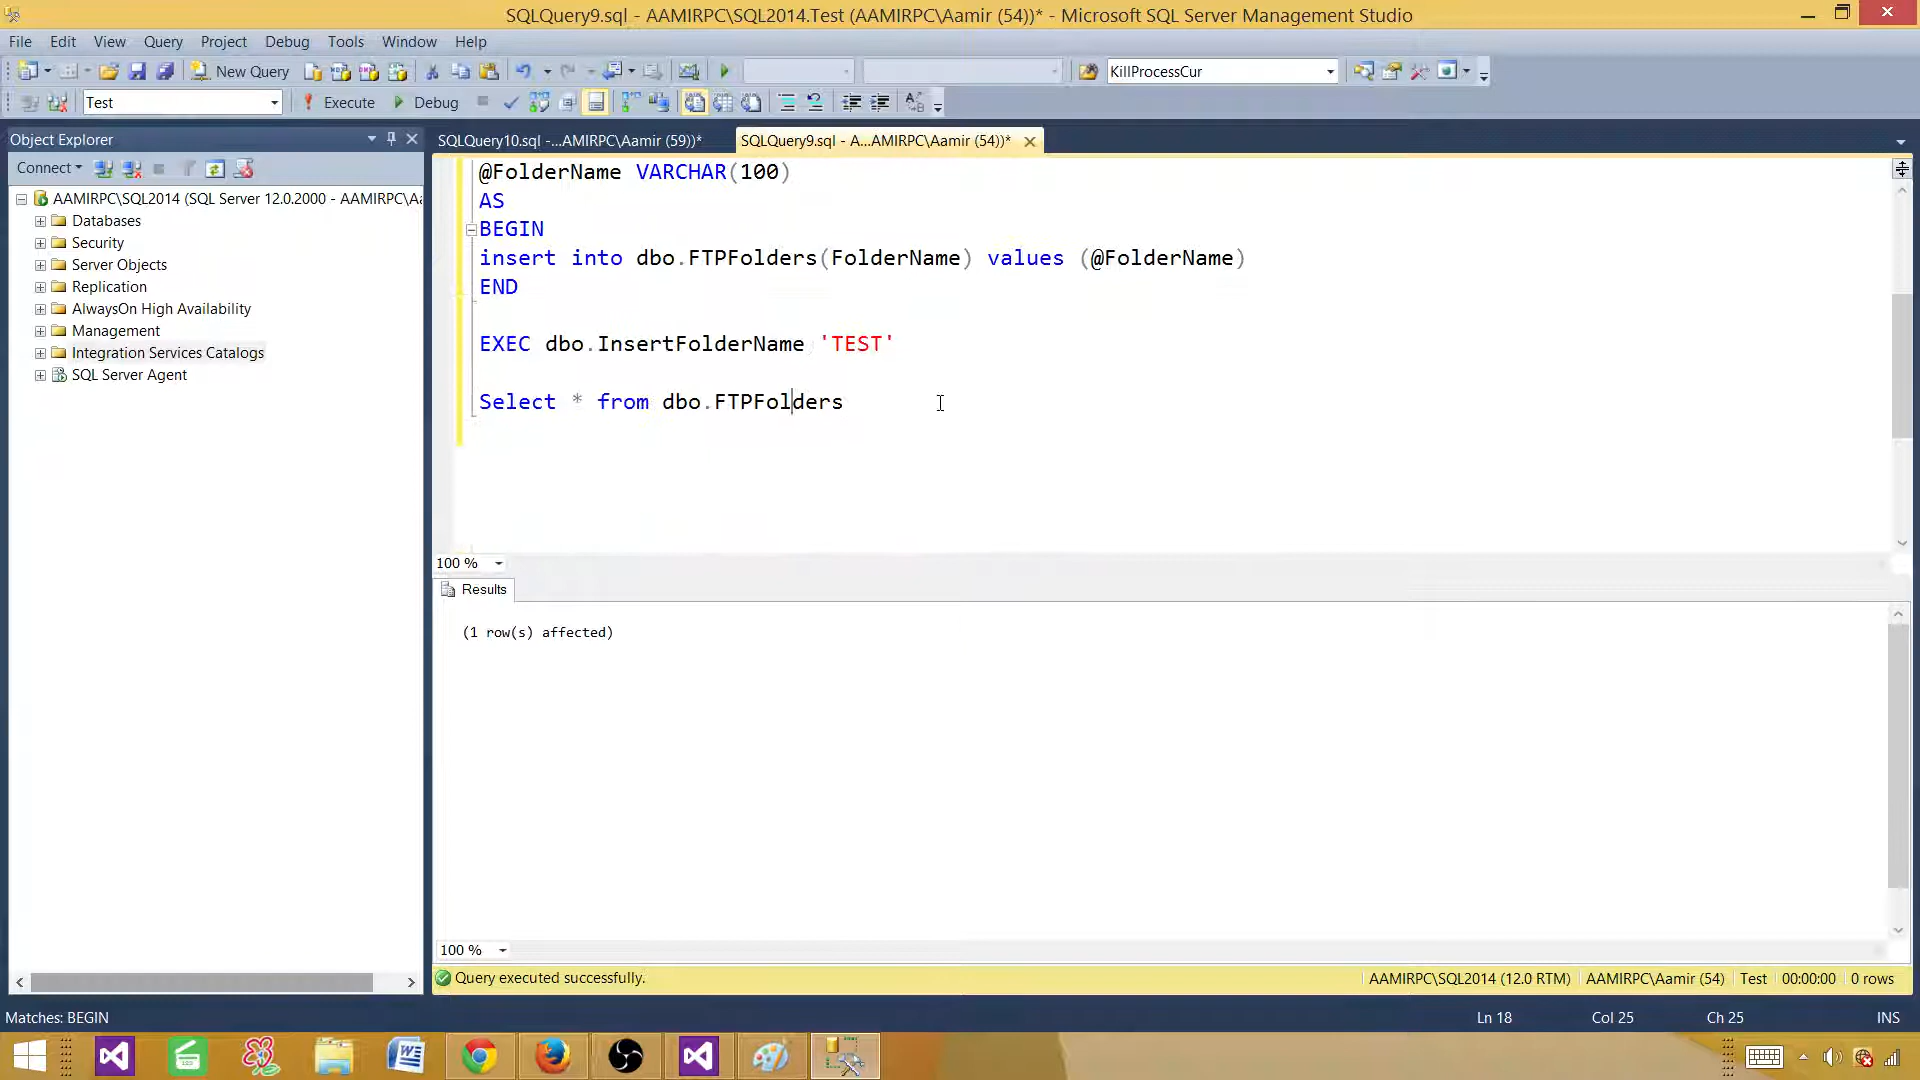 SQLQuery9.sql - AAMIRPC\SQL2014.Test (AAMIRPC\Aamir (54))* - Microsoft SQL Server Management Studio
File Edit View Query Project Debug Tools Window Help
New Query KillProcessCur
Test Execute Debug
Object Explorer
Connect
AAMIRPC\SQL2014 (SQL Server 12.0.2000 - AAMIRPC\Aa
Databases
Security
Server Objects
Replication
AlwaysOn High Availability
Management
Integration Services Catalogs
SQL Server Agent
SQLQuery10.sql -...AMIRPC\Aamir (59))* SQLQuery9.sql - A...AMIRPC\Aamir (54))*
@FolderName VARCHAR(100)
AS
BEGIN
insert into dbo.FTPFolders(FolderName) values (@FolderName)
END
EXEC dbo.InsertFolderName 'TEST'
Select * from dbo.FTPFolders
100 %
Results
(1 row(s) affected)
100 %
Query executed successfully. AAMIRPC\SQL2014 (12.0 RTM) AAMIRPC\Aamir (54) Test 00:00:00 0 rows
Matches: BEGIN Ln 18 Col 25 Ch 25 INS